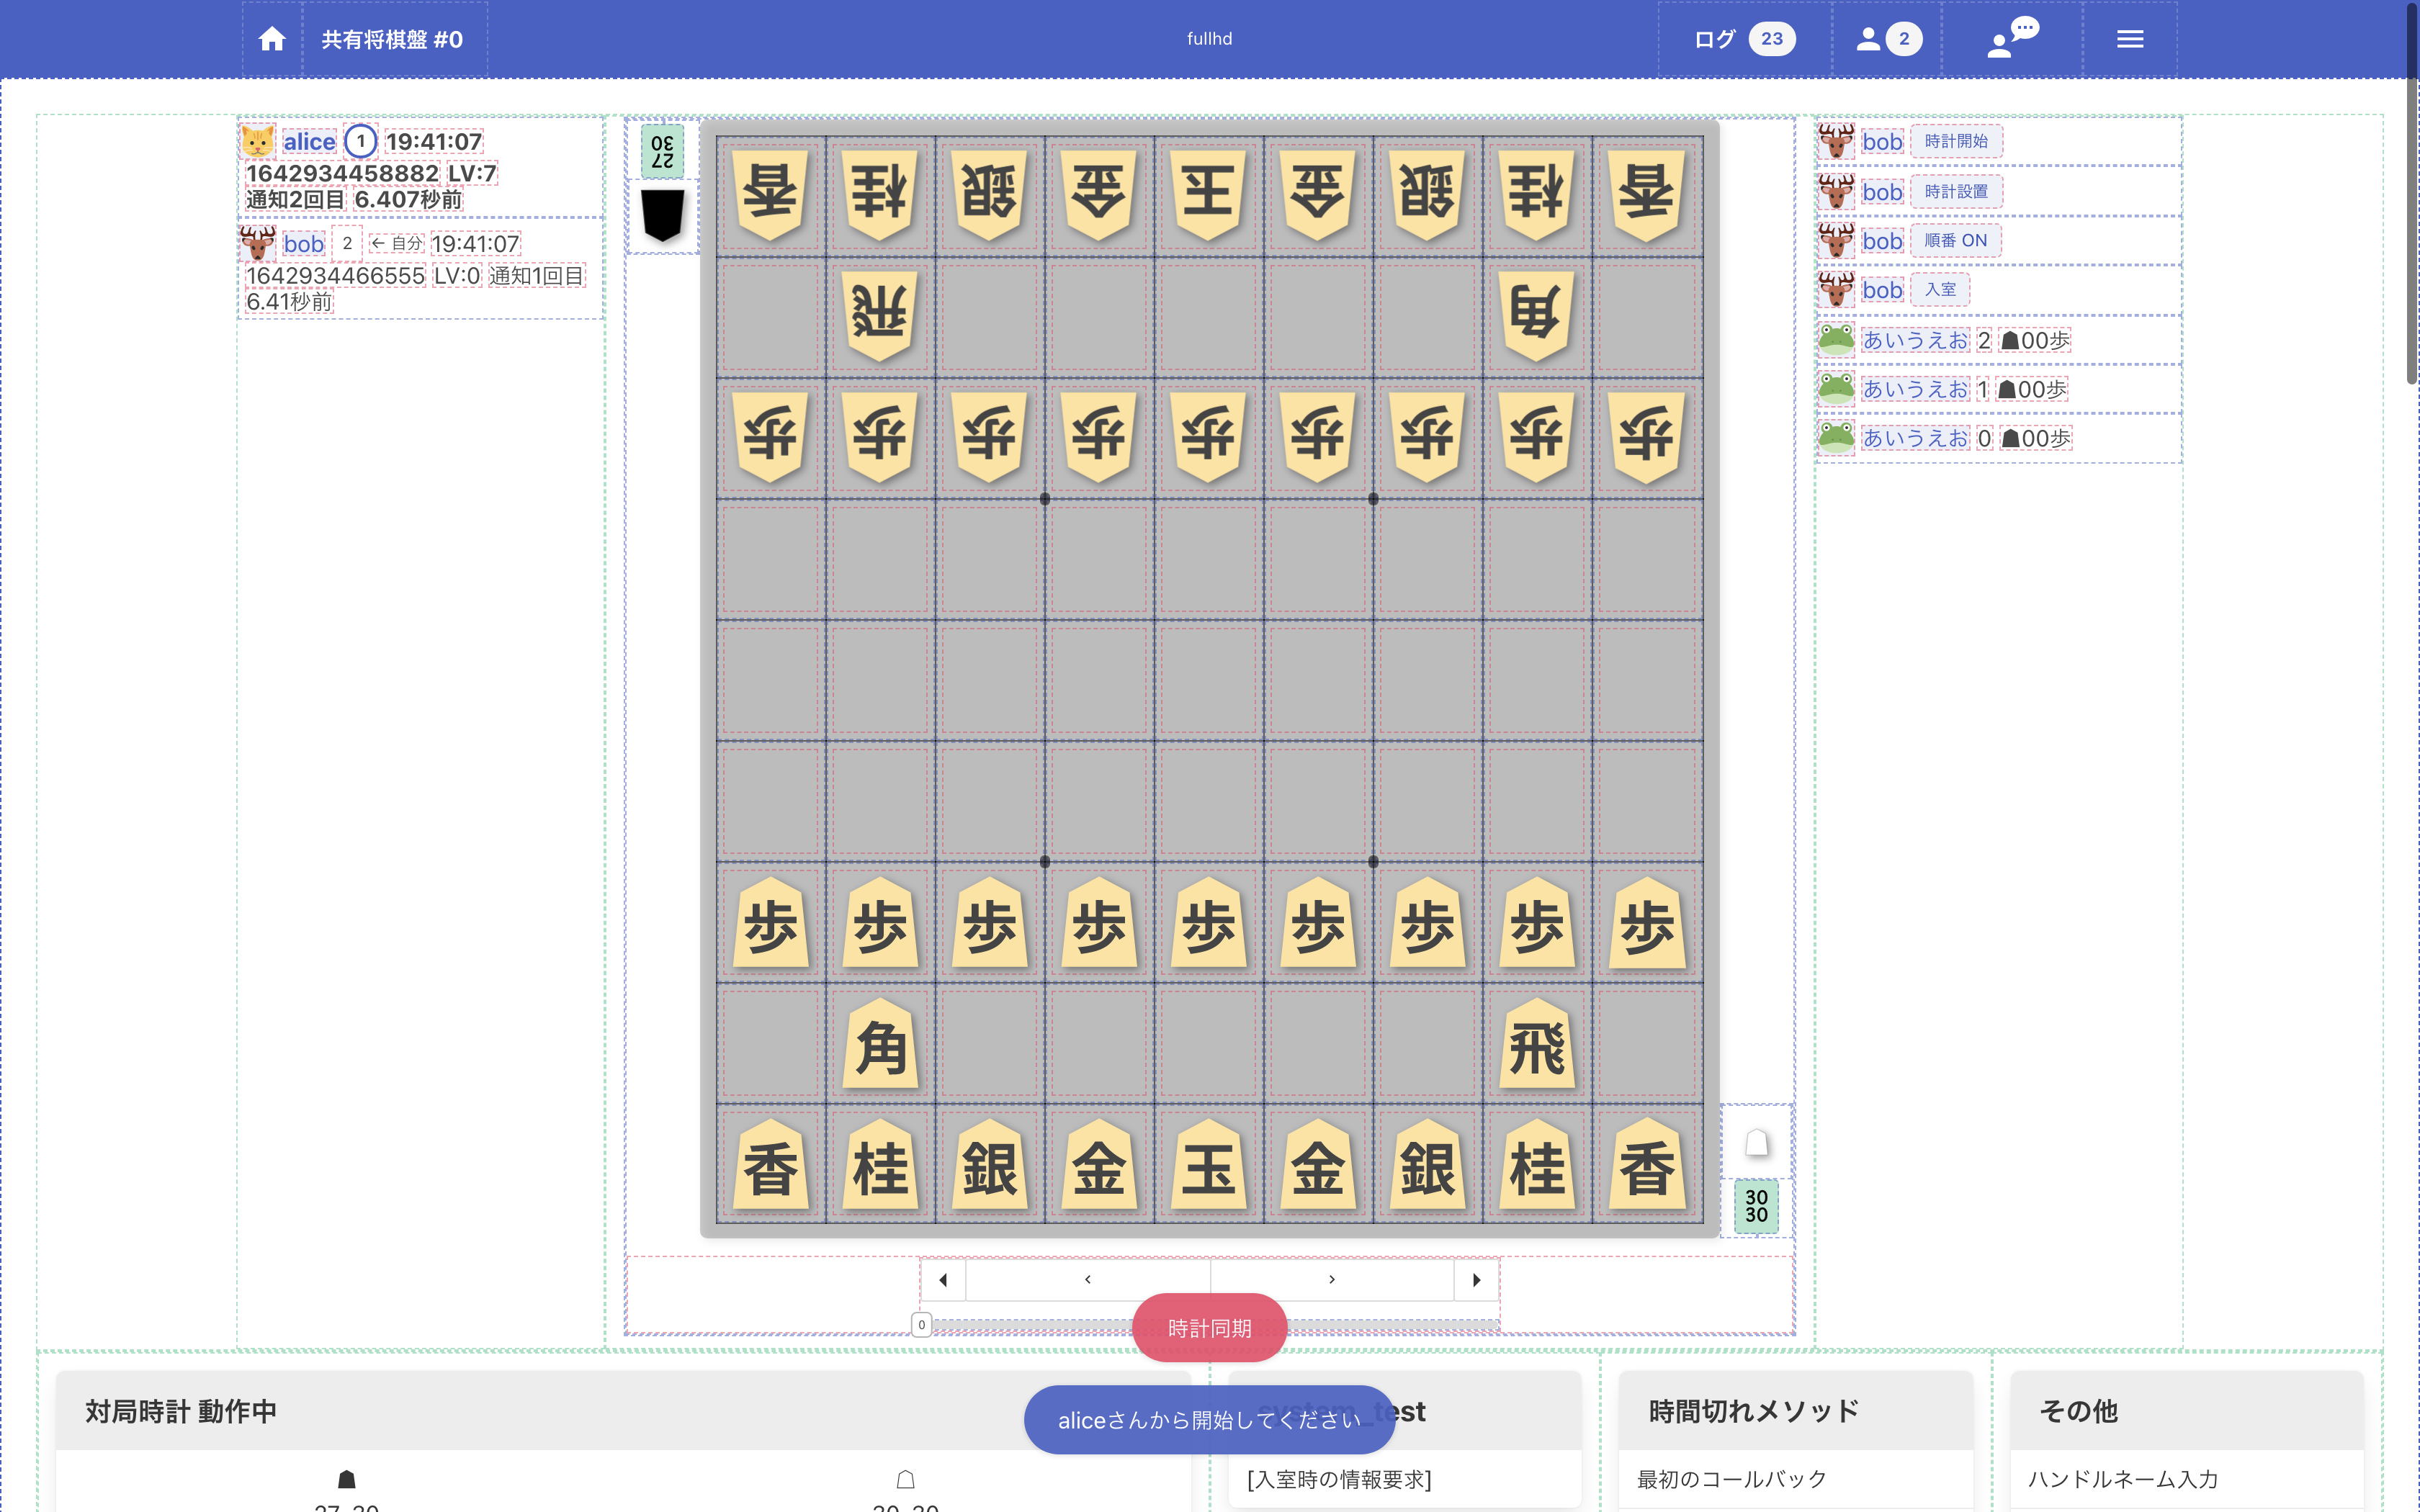 共有将棋盤 #0
fullhd
ログ 23
2
alice 1 19:41:07
1642934458882 LV:7
通知2回目 6.407秒前
bob 2 ← 自分 19:41:07
1642934466555 LV:0 通知1回目
6.41秒前
27
30
香 桂 銀 金 玉 金 銀 桂 香
飛 角
歩 歩 歩 歩 歩 歩 歩 歩 歩
歩 歩 歩 歩 歩 歩 歩 歩 歩
角 飛
香 桂 銀 金 玉 金 銀 桂 香
30
30
bob 時計開始
bob 時計設置
bob 順番 ON
bob 入室
あいうえお 2 ☗00歩
あいうえお 1 ☗00歩
あいうえお 0 ☗00歩
0
時計同期
aliceさんから開始してください
対局時計 動作中
☗ ☖
27 30 30 30
system_test
[入室時の情報要求]
時間切れメソッド
最初のコールバック
その他
ハンドルネーム入力